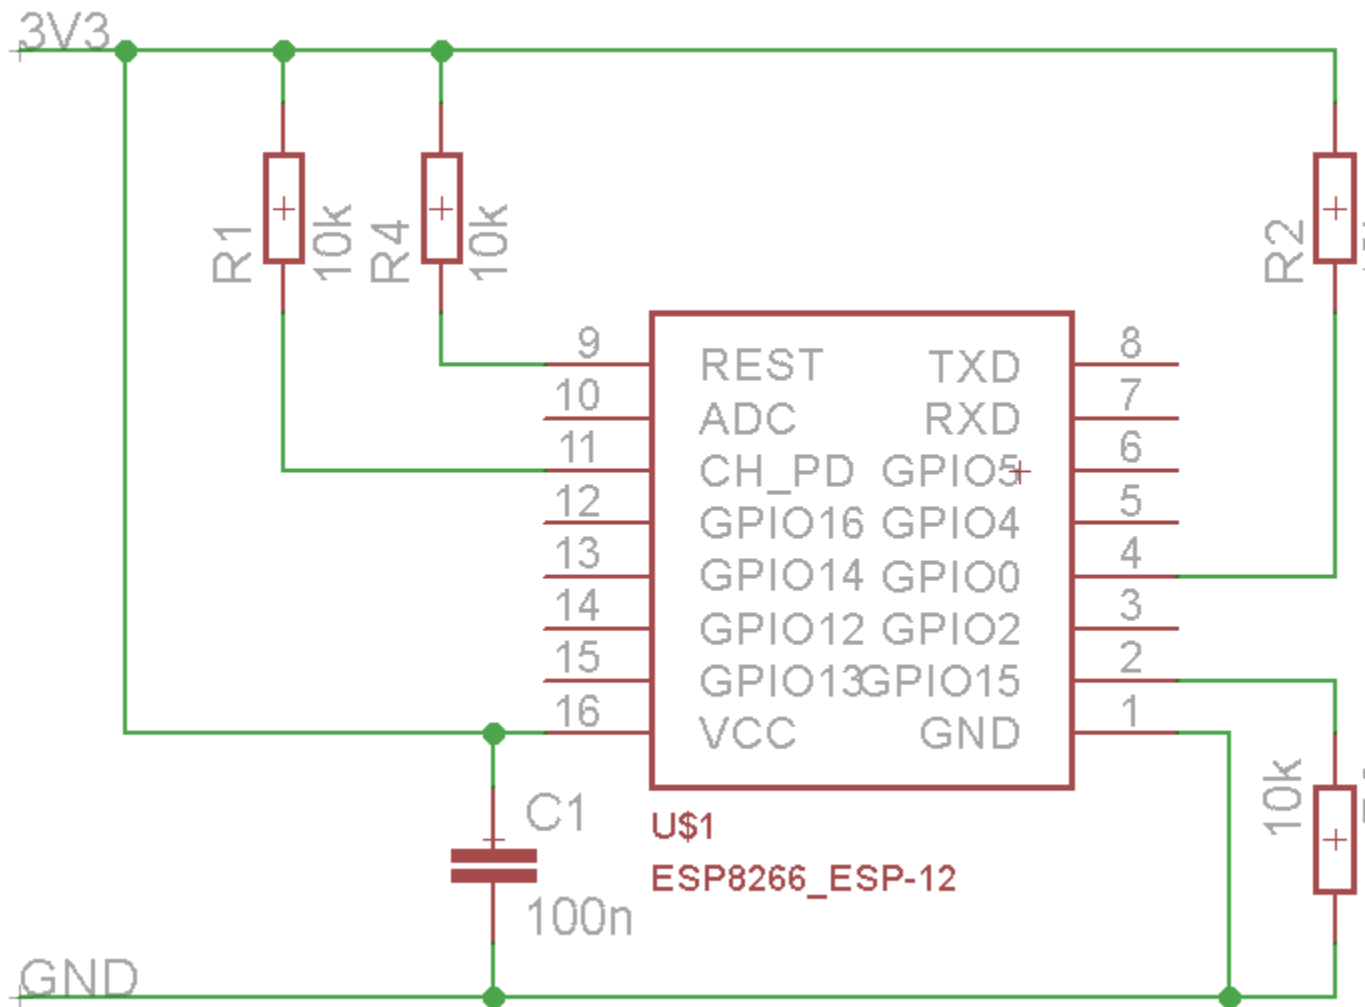 3V3
R1
10k
R4
10k
R2
9 REST TXD 8
10 ADC RXD 7
11 CH_PD GPIO5 6
12 GPIO16 GPIO4 5
13 GPIO14 GPIO0 4
14 GPIO12 GPIO2 3
15 GPIO13 GPIO15 2
16 VCC GND 1
C1
100n
U$1
ESP8266_ESP-12
10k
GND